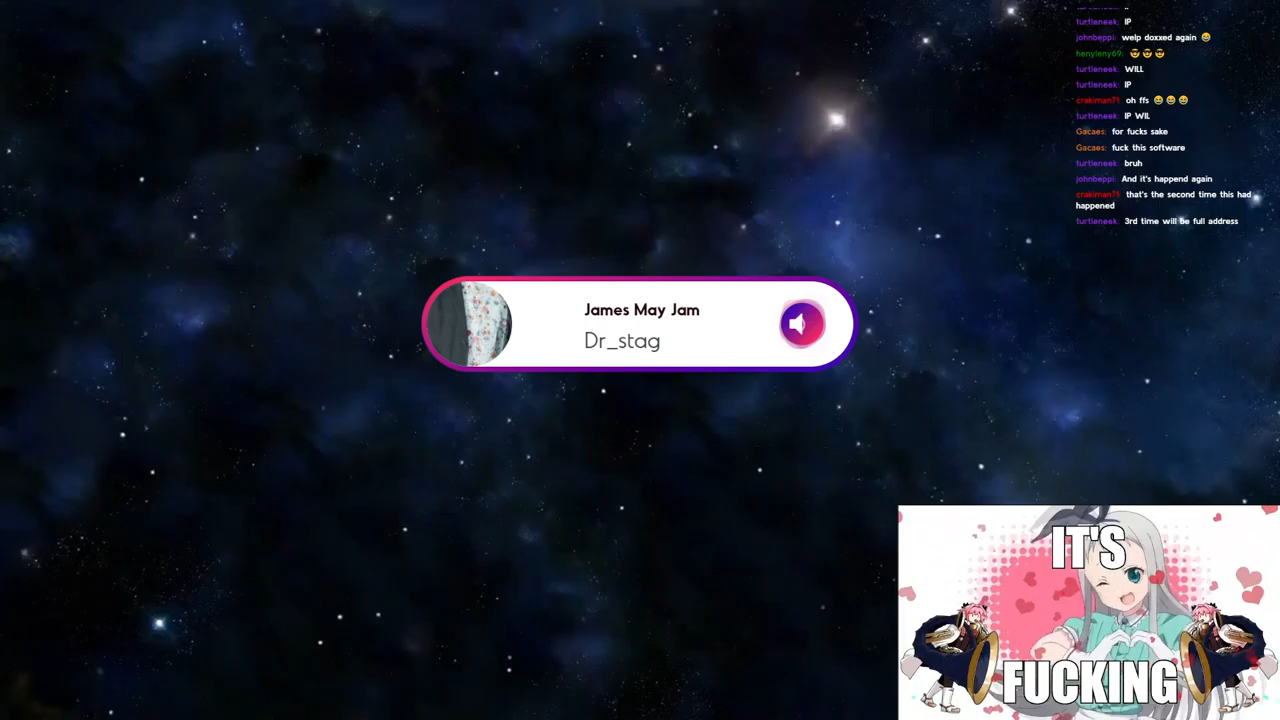 turtleneek: IP
johnbeppi: welp doxxed again 😂
henyleny69: 😎 😎 😎
turtleneek: WILL
turtleneek: IP
crakiman71: oh ffs 😂 😂 😂
turtleneek: IP WIL
Gacaes: for fucks sake
Gacaes: fuck this software
turtleneek: bruh
johnbeppi: And it's happend again
crakiman71: that's the second time this had
happened
turtleneek: 3rd time will be full address
James May Jam
Dr_stag
IT'S
FUCKING